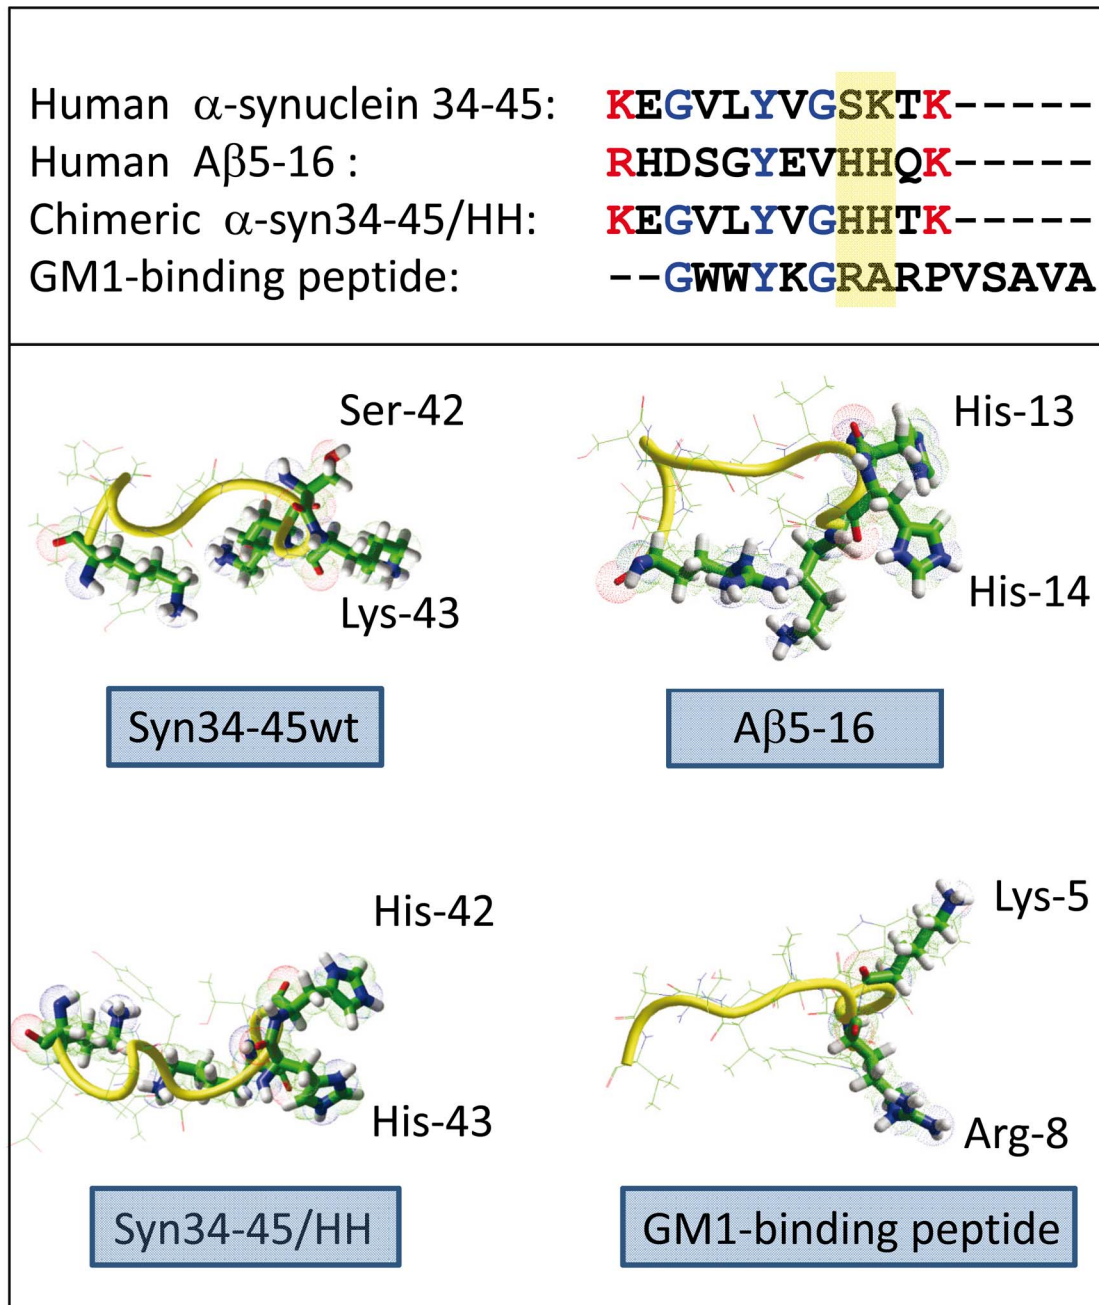 Human α-synuclein 34-45: KEGVLYVGSKTK-----
Human Aβ5-16 : RHDSGYEVHHQK-----
Chimeric α-syn34-45/HH: KEGVLYVGHHTK-----
GM1-binding peptide: --GWWYKGRARPVSAVA
Ser-42
Lys-43
Syn34-45wt
His-13
His-14
Aβ5-16
His-42
His-43
Syn34-45/HH
Lys-5
Arg-8
GM1-binding peptide